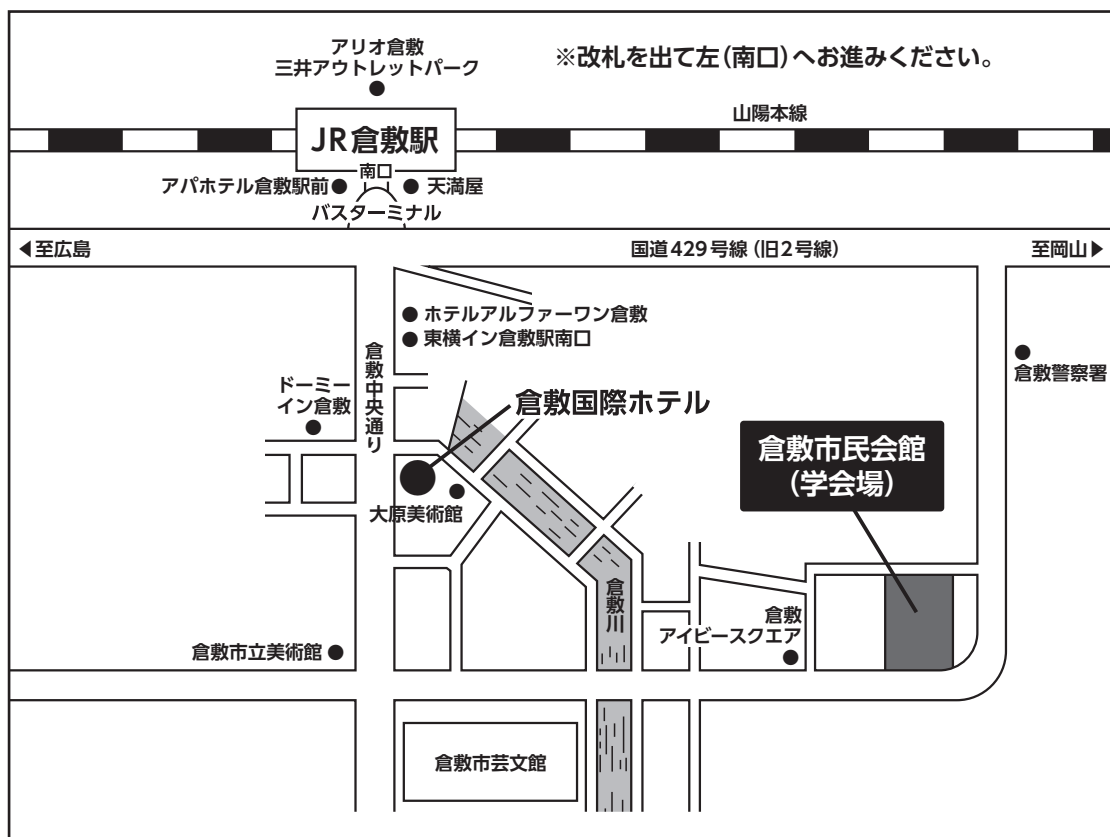 アリオ倉敷
三井アウトレットパーク
※改札を出て左（南口）へお進みください。
山陽本線
JR倉敷駅
南口
アパホテル倉敷駅前
天満屋
バスターミナル
◀至広島
国道429号線（旧2号線）
至岡山▶
ホテルアルファーワン倉敷
東横イン倉敷駅南口
倉敷中央通り
倉敷警察署
ドーミー
イン倉敷
倉敷国際ホテル
倉敷市民会館
（学会場）
大原美術館
倉敷川
倉敷
アイビースクエア
倉敷市立美術館
倉敷市芸文館